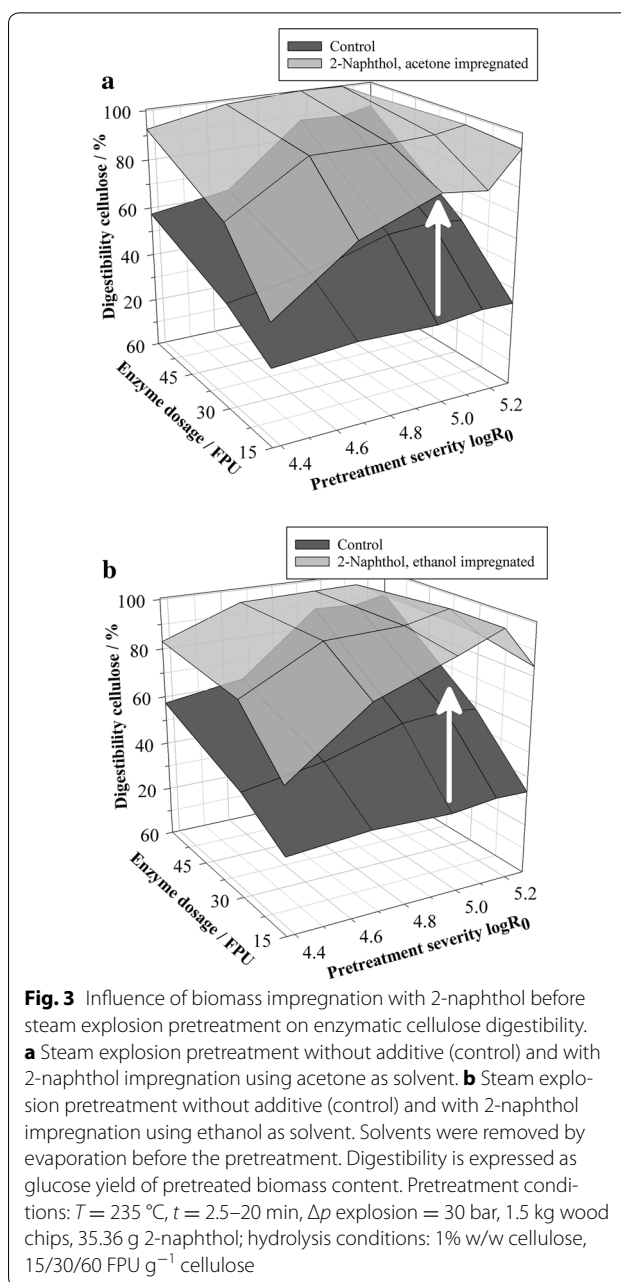 Control
2-Naphthol, acetone impregnated
a
100
80
60
40
20
Digestibility cellulose / %
60
45
30
15
Enzyme dosage / FPU
4.4
4.6
4.8
5.0
5.2
Pretreatment severity logR0
Control
2-Naphthol, ethanol impregnated
b
100
80
60
40
20
Digestibility cellulose / %
60
45
30
15
Enzyme dosage / FPU
4.4
4.6
4.8
5.0
5.2
Pretreatment severity logR0
Fig. 3 Influence of biomass impregnation with 2-naphthol before
steam explosion pretreatment on enzymatic cellulose digestibility.
a Steam explosion pretreatment without additive (control) and with
2-naphthol impregnation using acetone as solvent. b Steam explo-
sion pretreatment without additive (control) and with 2-naphthol
impregnation using ethanol as solvent. Solvents were removed by
evaporation before the pretreatment. Digestibility is expressed as
glucose yield of pretreated biomass content. Pretreatment condi-
tions: T = 235 °C, t = 2.5–20 min, Δp explosion = 30 bar, 1.5 kg wood
chips, 35.36 g 2-naphthol; hydrolysis conditions: 1% w/w cellulose,
15/30/60 FPU g−1 cellulose